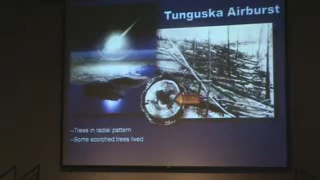 Tunguska Airburst
–Trees in radial pattern
–Some scorched trees lived